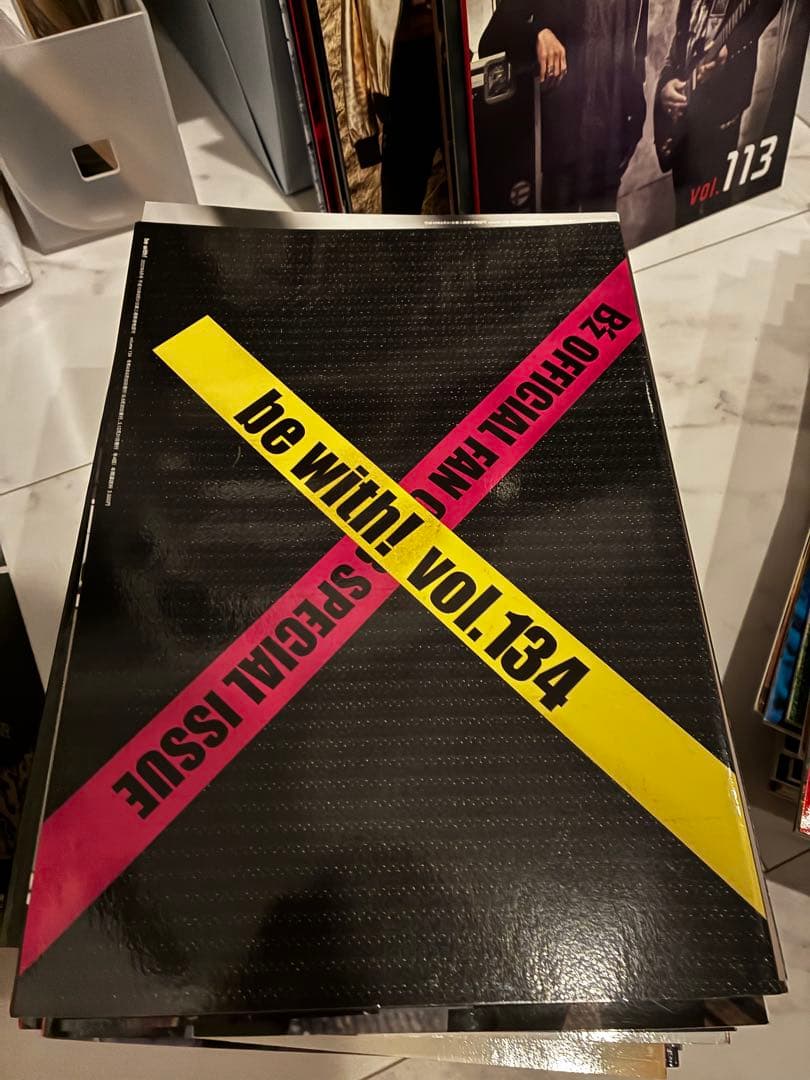 vol.113
B'z OFFICIAL FAN
SPECIAL ISSUE
be with! vol.134